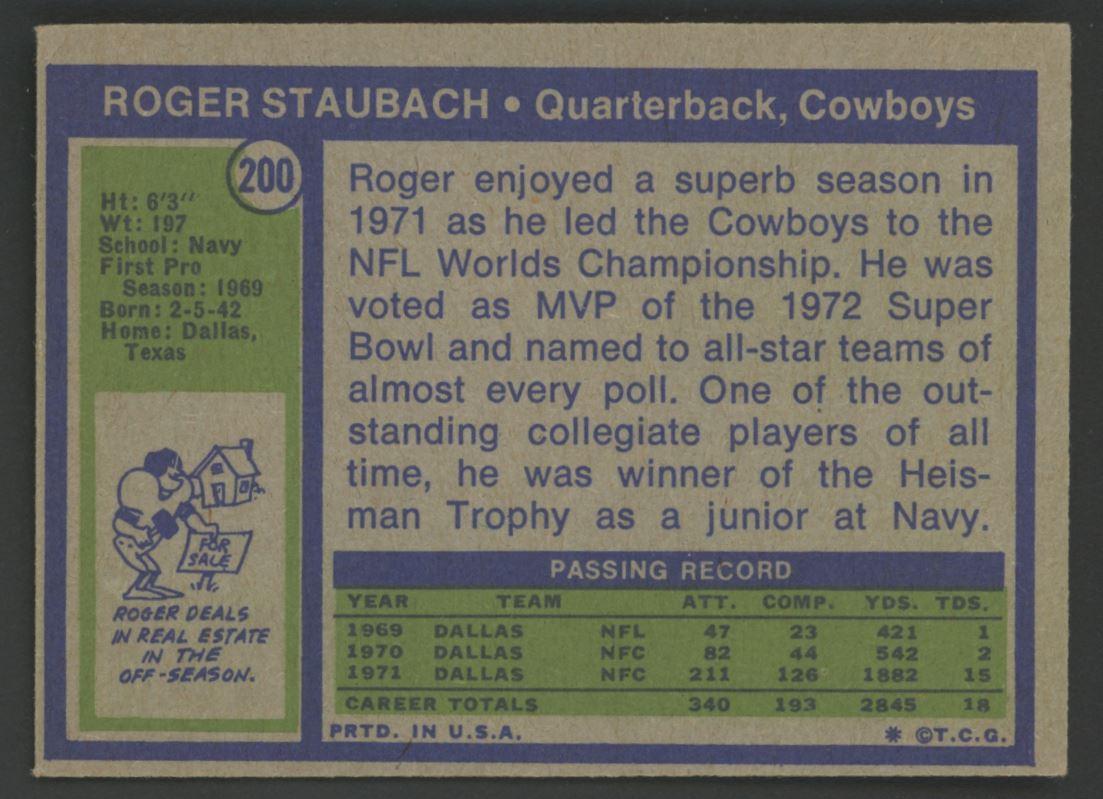 ROGER STAUBACH • Quarterback, Cowboys
200
Ht: 6'3"
Wt: 197
School: Navy
First Pro
Season: 1969
Born: 2-5-42
Home: Dallas,
Texas
FOR
SALE
ROGER DEALS
IN REAL ESTATE
IN THE
OFF-SEASON.
Roger enjoyed a superb season in
1971 as he led the Cowboys to the
NFL Worlds Championship. He was
voted as MVP of the 1972 Super
Bowl and named to all-star teams of
almost every poll. One of the out-
standing collegiate players of all
time, he was winner of the Heis-
man Trophy as a junior at Navy.
PASSING RECORD
YEAR TEAM ATT. COMP. YDS. TDS.
1969 DALLAS NFL 47 23 421 1
1970 DALLAS NFC 82 44 542 2
1971 DALLAS NFC 211 126 1882 15
CAREER TOTALS 340 193 2845 18
PRTD. IN U.S.A. * ©T.C.G.